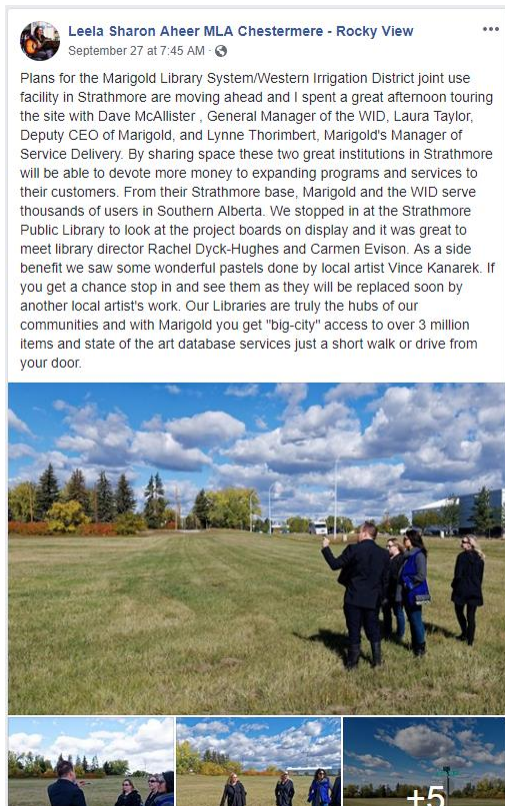 Leela Sharon Aheer MLA Chestermere - Rocky View
September 27 at 7:45 AM ·
Plans for the Marigold Library System/Western Irrigation District joint use
facility in Strathmore are moving ahead and I spent a great afternoon touring
the site with Dave McAllister , General Manager of the WID, Laura Taylor,
Deputy CEO of Marigold, and Lynne Thorimbert, Marigold's Manager of
Service Delivery. By sharing space these two great institutions in Strathmore
will be able to devote more money to expanding programs and services to
their customers. From their Strathmore base, Marigold and the WID serve
thousands of users in Southern Alberta. We stopped in at the Strathmore
Public Library to look at the project boards on display and it was great to
meet library director Rachel Dyck-Hughes and Carmen Evison. As a side
benefit we saw some wonderful pastels done by local artist Vince Kanarek. If
you get a chance stop in and see them as they will be replaced soon by
another local artist's work. Our Libraries are truly the hubs of our
communities and with Marigold you get "big-city" access to over 3 million
items and state of the art database services just a short walk or drive from
your door.
+5